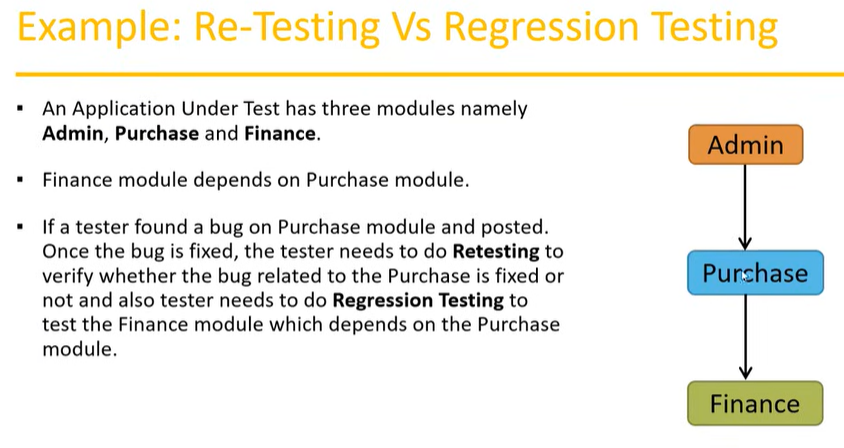 Example: Re-Testing Vs Regression Testing
▪ An Application Under Test has three modules namely
Admin, Purchase and Finance.
▪ Finance module depends on Purchase module.
▪ If a tester found a bug on Purchase module and posted.
Once the bug is fixed, the tester needs to do Retesting to
verify whether the bug related to the Purchase is fixed or
not and also tester needs to do Regression Testing to
test the Finance module which depends on the Purchase
module.
Admin
Purchase
Finance